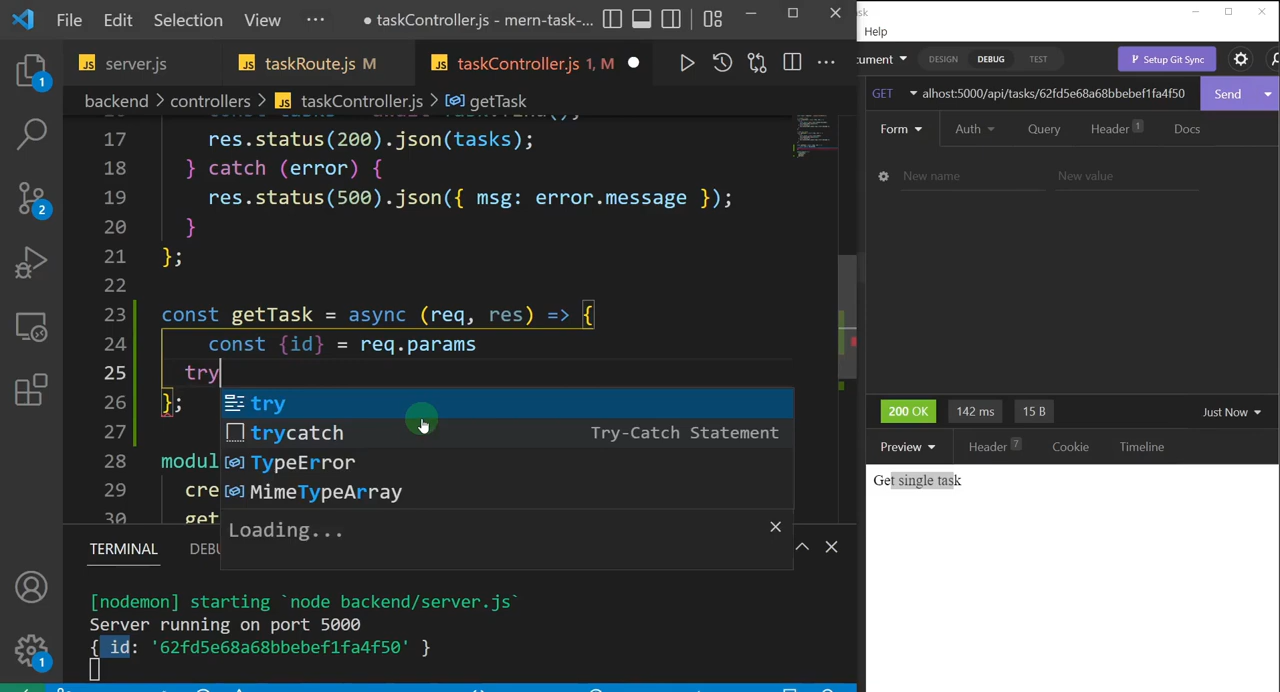 File Edit Selection View ··· ● taskController.js - mern-task-...
server.js taskRoute.js M taskController.js 1, M
backend > controllers > taskController.js > getTask
17 res.status(200).json(tasks);
18 } catch (error) {
19 res.status(500).json({ msg: error.message });
20 }
21 };
22
23 const getTask = async (req, res) => {
24 const {id} = req.params
25 try
26 };
27
28 modul
29 cre
30 get
try
trycatch Try-Catch Statement
TypeError
MimeTypeArray
Loading...
TERMINAL DEBU
[nodemon] starting `node backend/server.js`
Server running on port 5000
{ id: '62fd5e68a68bbebef1fa4f50' }
1
2
1
sk
Help
cument DESIGN DEBUG TEST Setup Git Sync
GET alhost:5000/api/tasks/62fd5e68a68bbebef1fa4f50 Send
Form Auth Query Header 1 Docs
New name New value
200 OK 142 ms 15 B Just Now
Preview Header 7 Cookie Timeline
Get single task